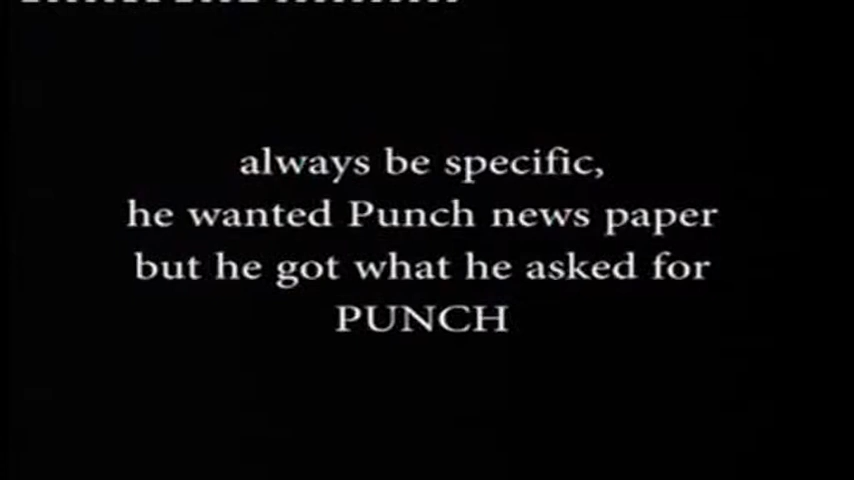 always be specific,
he wanted Punch news paper
but he got what he asked for
PUNCH